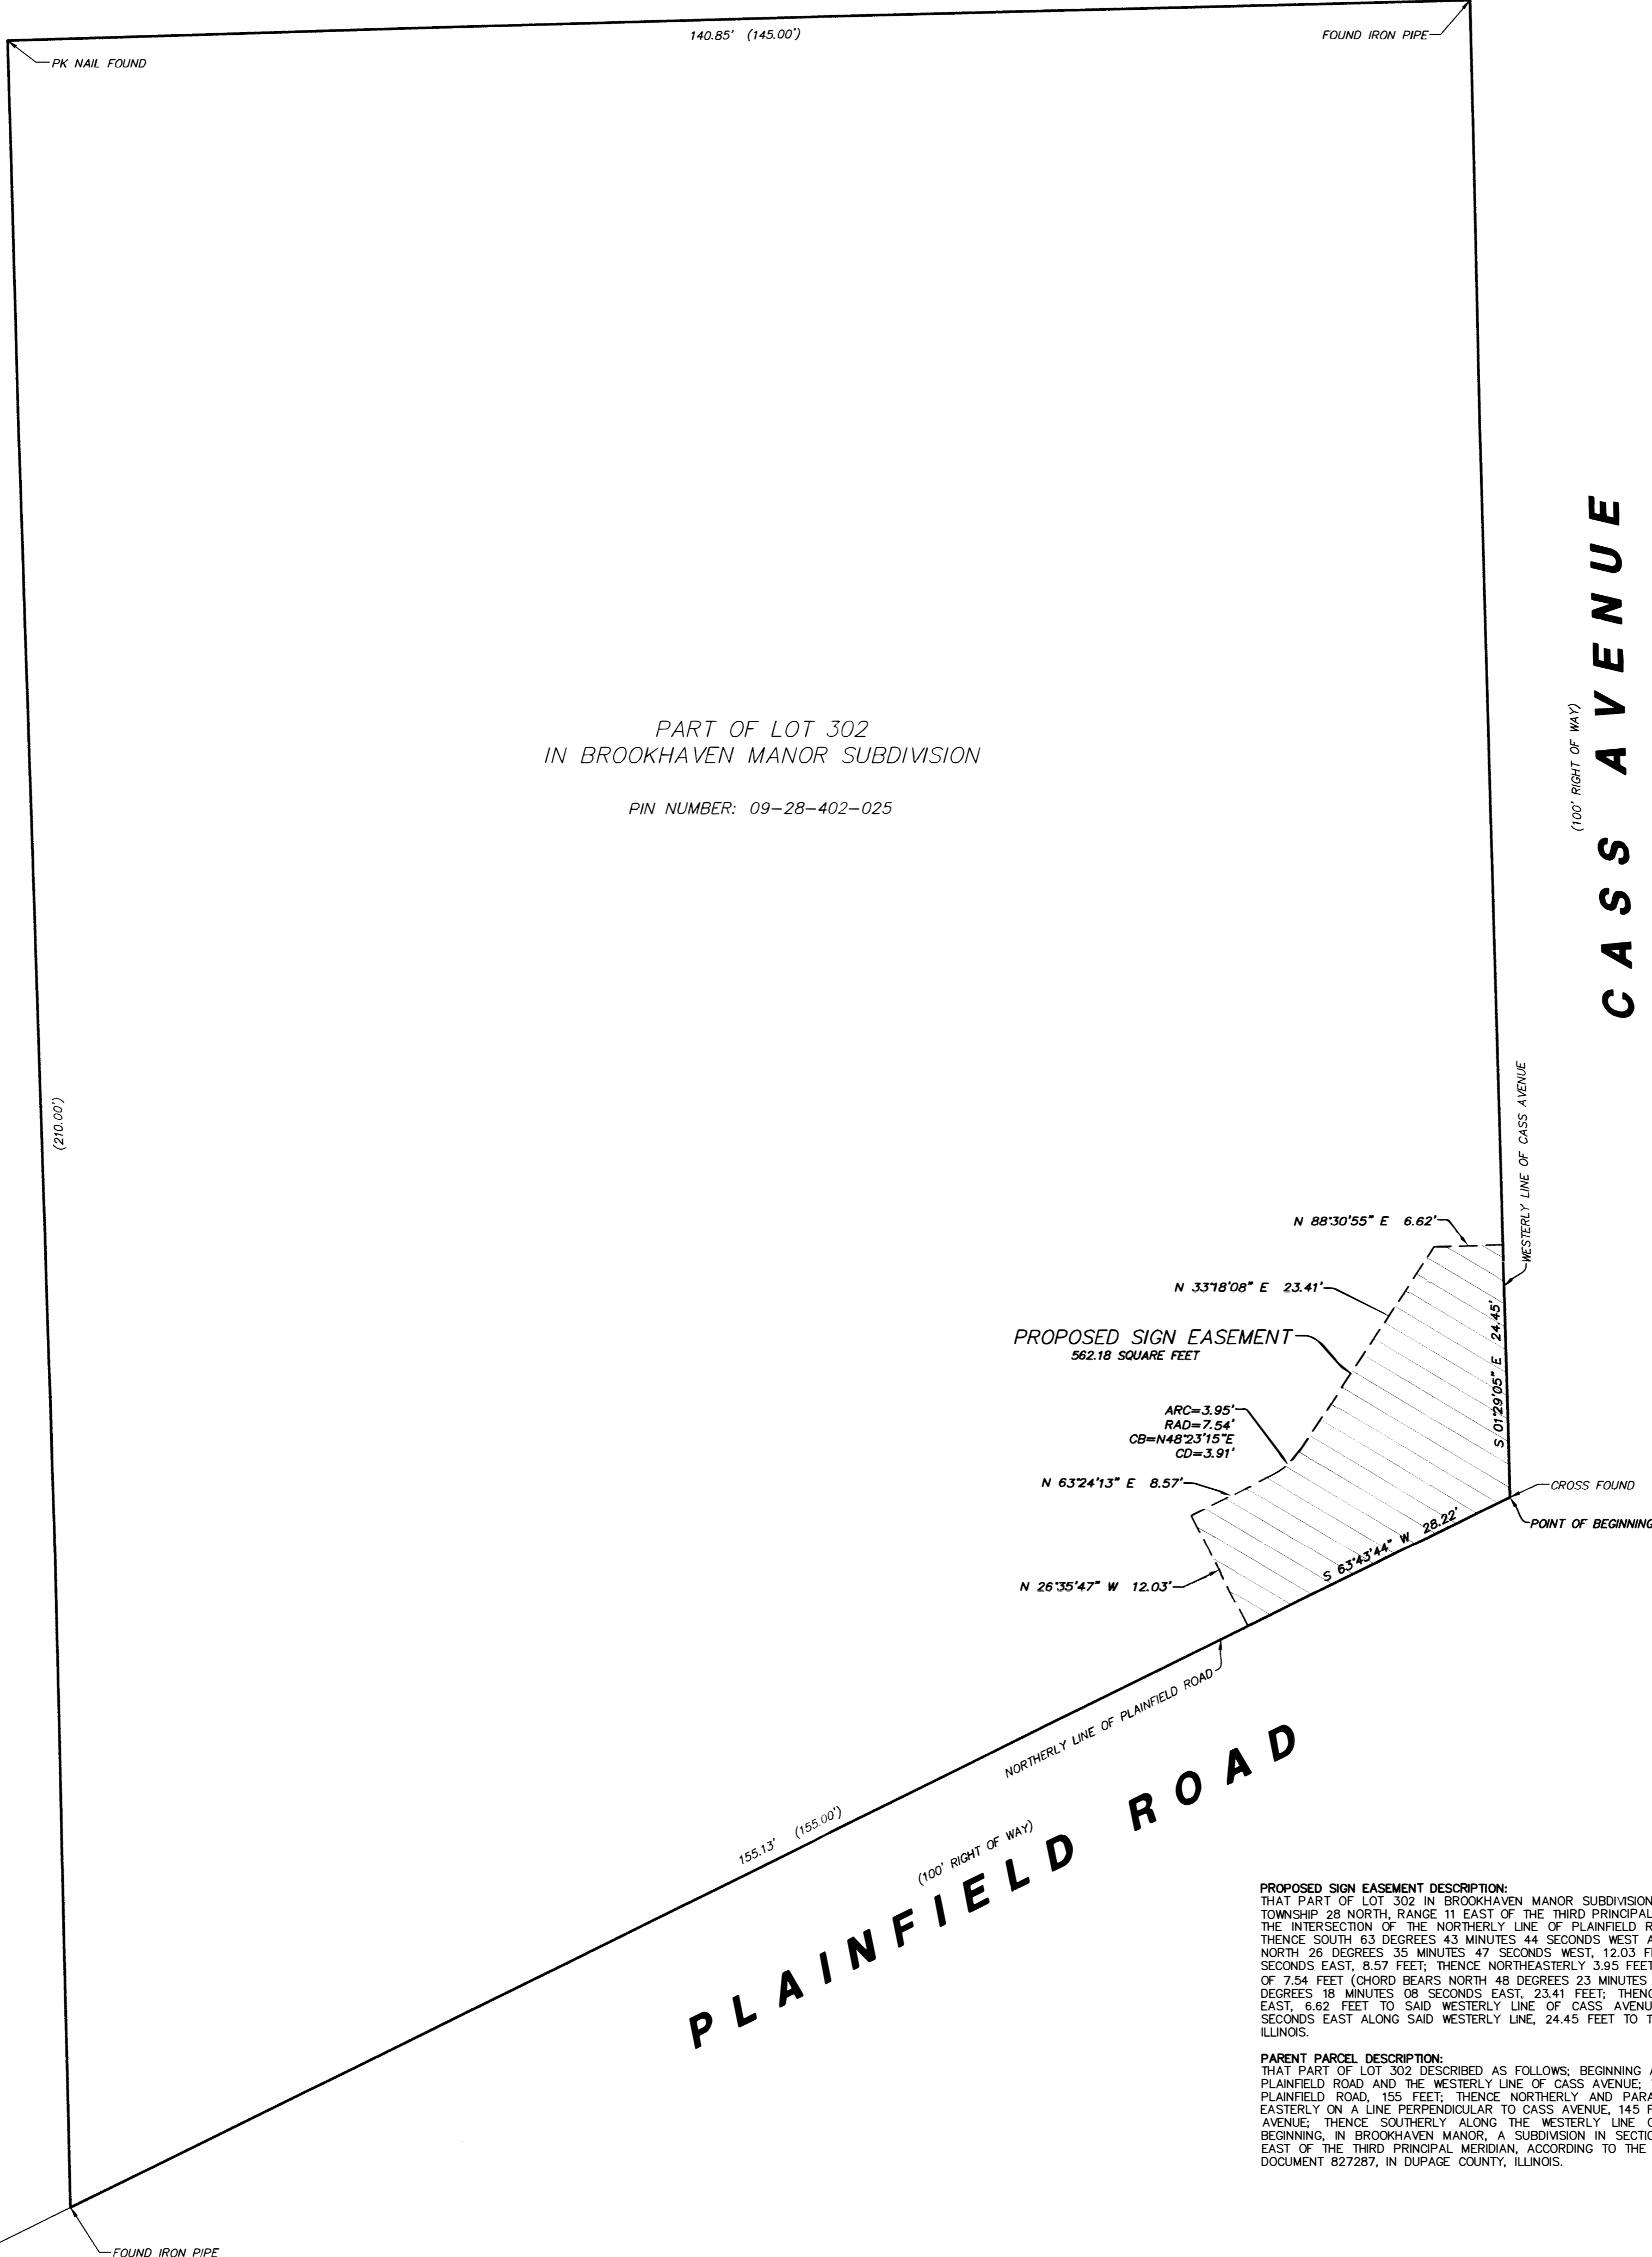 140.85' (145.00')
FOUND IRON PIPE
PK NAIL FOUND
CASS AVENUE
(100' RIGHT OF WAY)
PART OF LOT 302
IN BROOKHAVEN MANOR SUBDIVISION
PIN NUMBER: 09-28-402-025
(210.00')
WESTERLY LINE OF CASS AVENUE
N 88°30'55" E 6.62'
N 33°18'08" E 23.41'
PROPOSED SIGN EASEMENT
562.18 SQUARE FEET
S 01°29'05" E 24.45'
ARC=3.95'
RAD=7.54'
CB=N48°23'15"E
CD=3.91'
N 63°24'13" E 8.57'
CROSS FOUND
POINT OF BEGINNING
S 63°43'44" W 28.22'
N 26°35'47" W 12.03'
NORTHERLY LINE OF PLAINFIELD ROAD
155.13' (155.00')
(100' RIGHT OF WAY)
PLAINFIELD ROAD
PROPOSED SIGN EASEMENT DESCRIPTION:
THAT PART OF LOT 302 IN BROOKHAVEN MANOR SUBDIVISION
TOWNSHIP 28 NORTH, RANGE 11 EAST OF THE THIRD PRINCIPAL
THE INTERSECTION OF THE NORTHERLY LINE OF PLAINFIELD
THENCE SOUTH 63 DEGREES 43 MINUTES 44 SECONDS WEST
NORTH 26 DEGREES 35 MINUTES 47 SECONDS WEST, 12.03
SECONDS EAST, 8.57 FEET; THENCE NORTHEASTERLY 3.95 FEET
OF 7.54 FEET (CHORD BEARS NORTH 48 DEGREES 23 MINUTES
DEGREES 18 MINUTES 08 SECONDS EAST, 23.41 FEET;
EAST, 6.62 FEET TO SAID WESTERLY LINE OF CASS
SECONDS EAST ALONG SAID WESTERLY LINE, 24.45 FEET TO
ILLINOIS.
PARENT PARCEL DESCRIPTION:
THAT PART OF LOT 302 DESCRIBED AS FOLLOWS; BEGINNING
PLAINFIELD ROAD AND THE WESTERLY LINE OF CASS AVENUE;
PLAINFIELD ROAD, 155 FEET; THENCE NORTHERLY AND
EASTERLY ON A LINE PERPENDICULAR TO CASS AVENUE, 145
AVENUE; THENCE SOUTHERLY ALONG THE WESTERLY LINE
BEGINNING, IN BROOKHAVEN MANOR, A SUBDIVISION IN
EAST OF THE THIRD PRINCIPAL MERIDIAN, ACCORDING TO THE
DOCUMENT 827287, IN DUPAGE COUNTY, ILLINOIS.
FOUND IRON PIPE